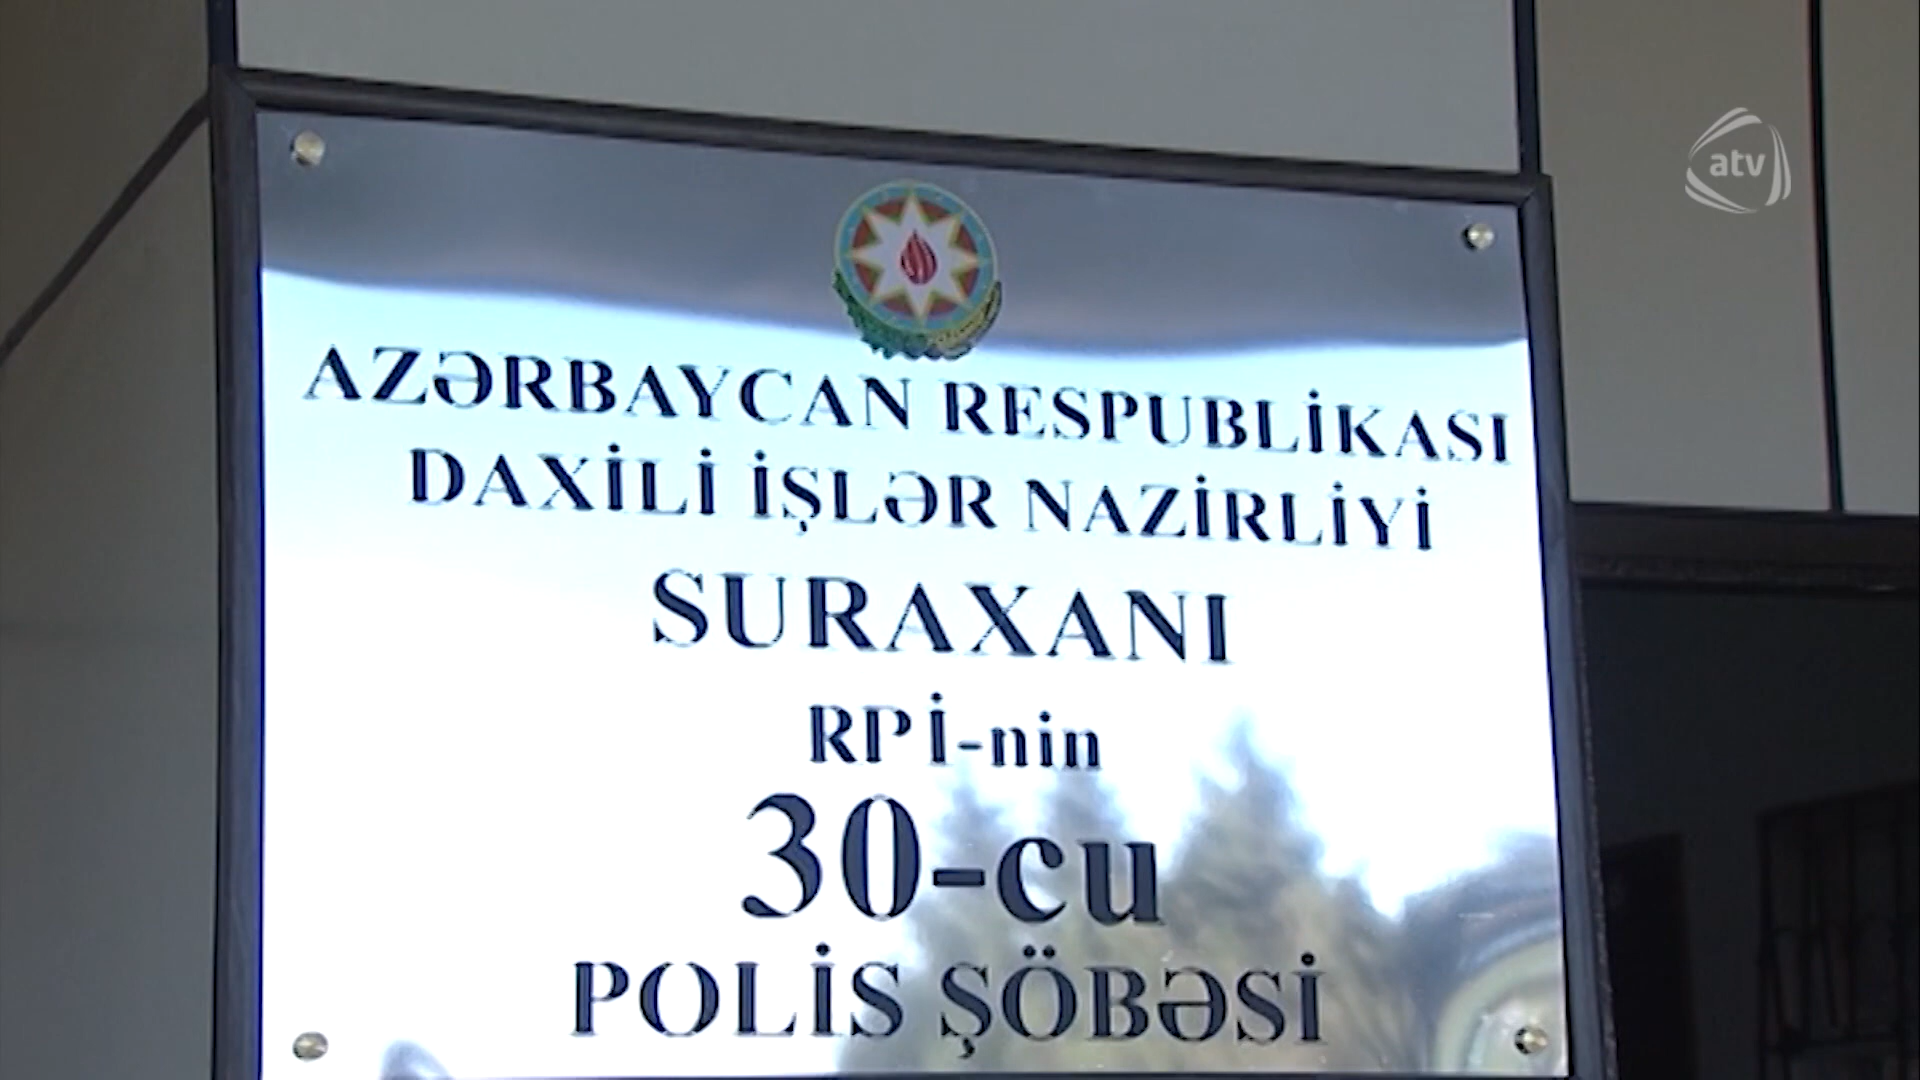 atv
AZƏRBAYCAN RESPUBLİKASI
DAXİLİ İŞLƏR NAZİRLİYİ
SURAXANI
RPİ-nin
30-cu
POLİS ŞÖBƏSİ